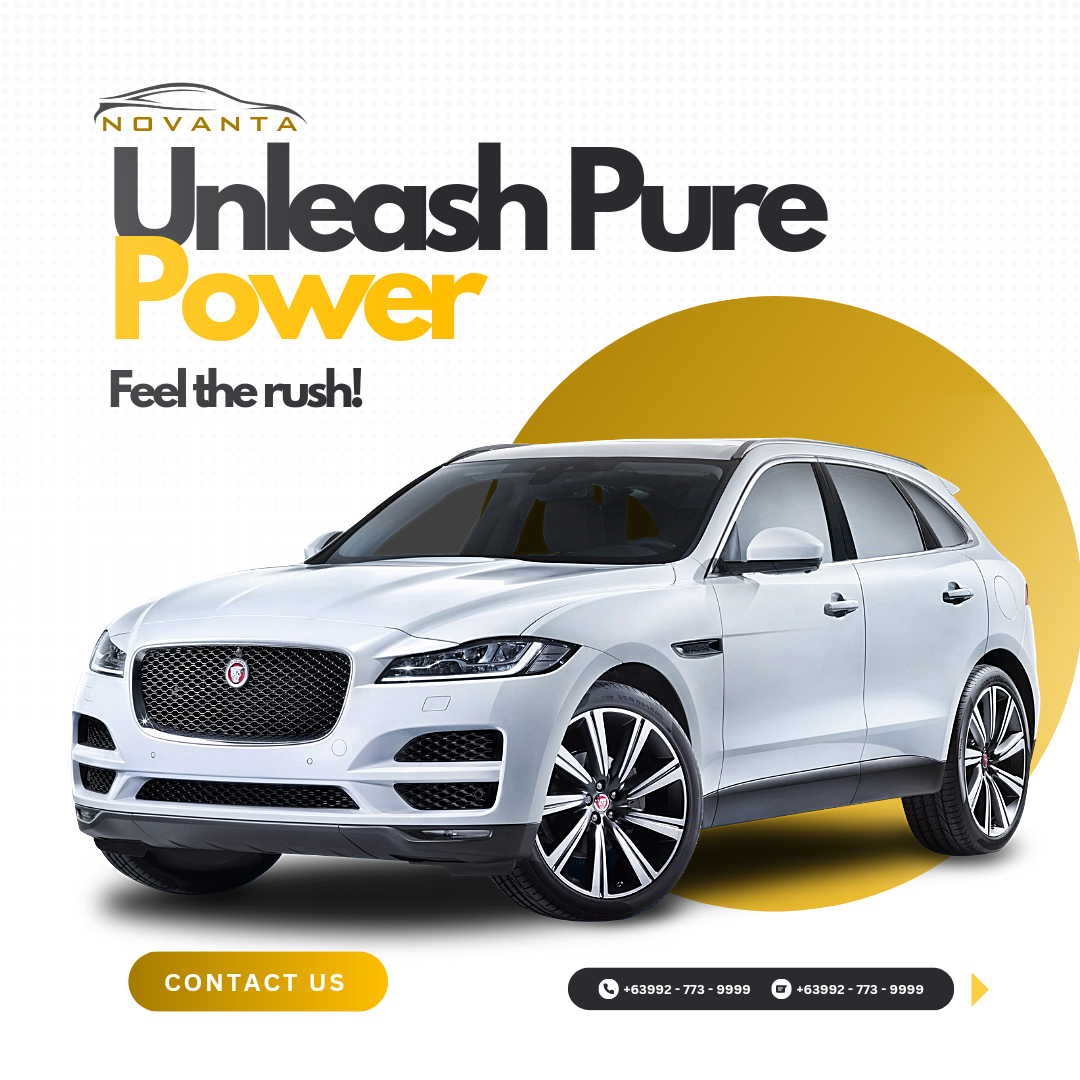 NOVANTA
Unleash Pure
Power
Feel the rush!
CONTACT US
+63992 - 773 - 9999 +63992 - 773 - 9999